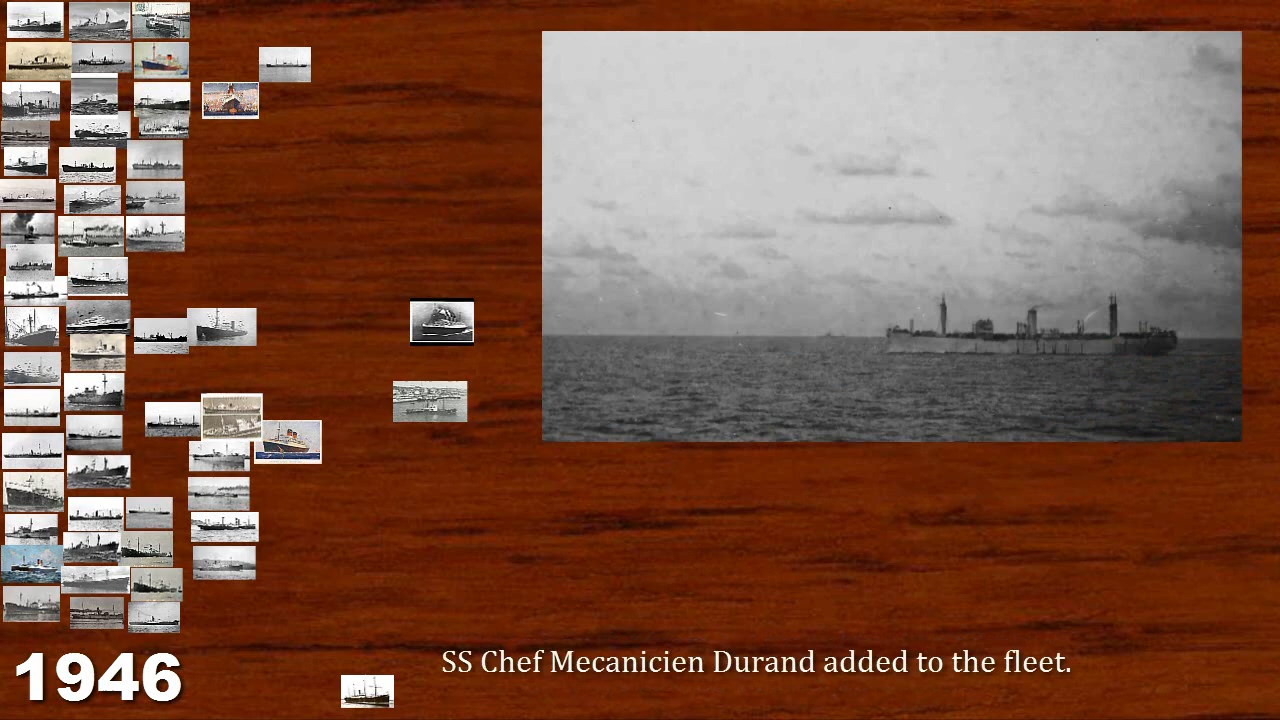 SS Chef Mecanicien Durand added to the fleet.
1946